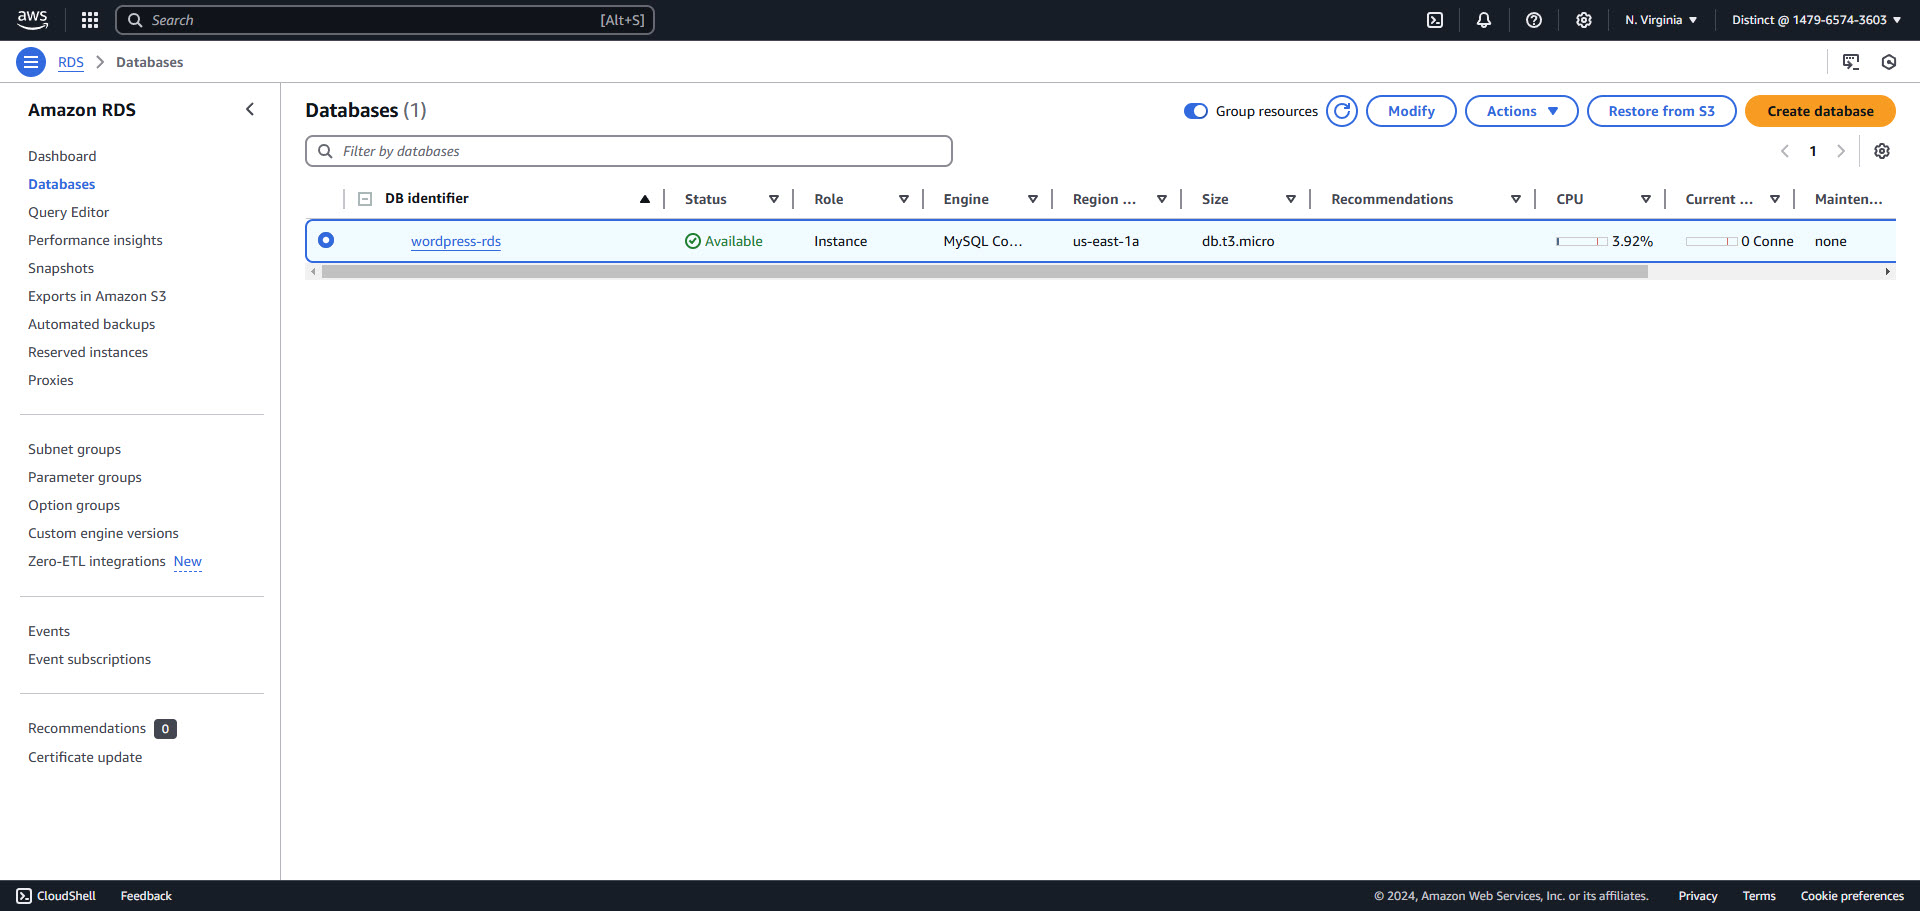 aws
Search [Alt+S]
N. Virginia
Distinct @ 1479-6574-3603
RDS
Databases
Amazon RDS
Dashboard
Databases
Query Editor
Performance insights
Snapshots
Exports in Amazon S3
Automated backups
Reserved instances
Proxies
Subnet groups
Parameter groups
Option groups
Custom engine versions
Zero-ETL integrations New
Events
Event subscriptions
Recommendations 0
Certificate update
Databases (1)
Group resources
Modify
Actions
Restore from S3
Create database
Filter by databases
1
DB identifier Status Role Engine Region ... Size Recommendations CPU Current ... Mainten...
wordpress-rds Available Instance MySQL Co... us-east-1a db.t3.micro 3.92% 0 Conne none
CloudShell Feedback
© 2024, Amazon Web Services, Inc. or its affiliates. Privacy Terms Cookie preferences